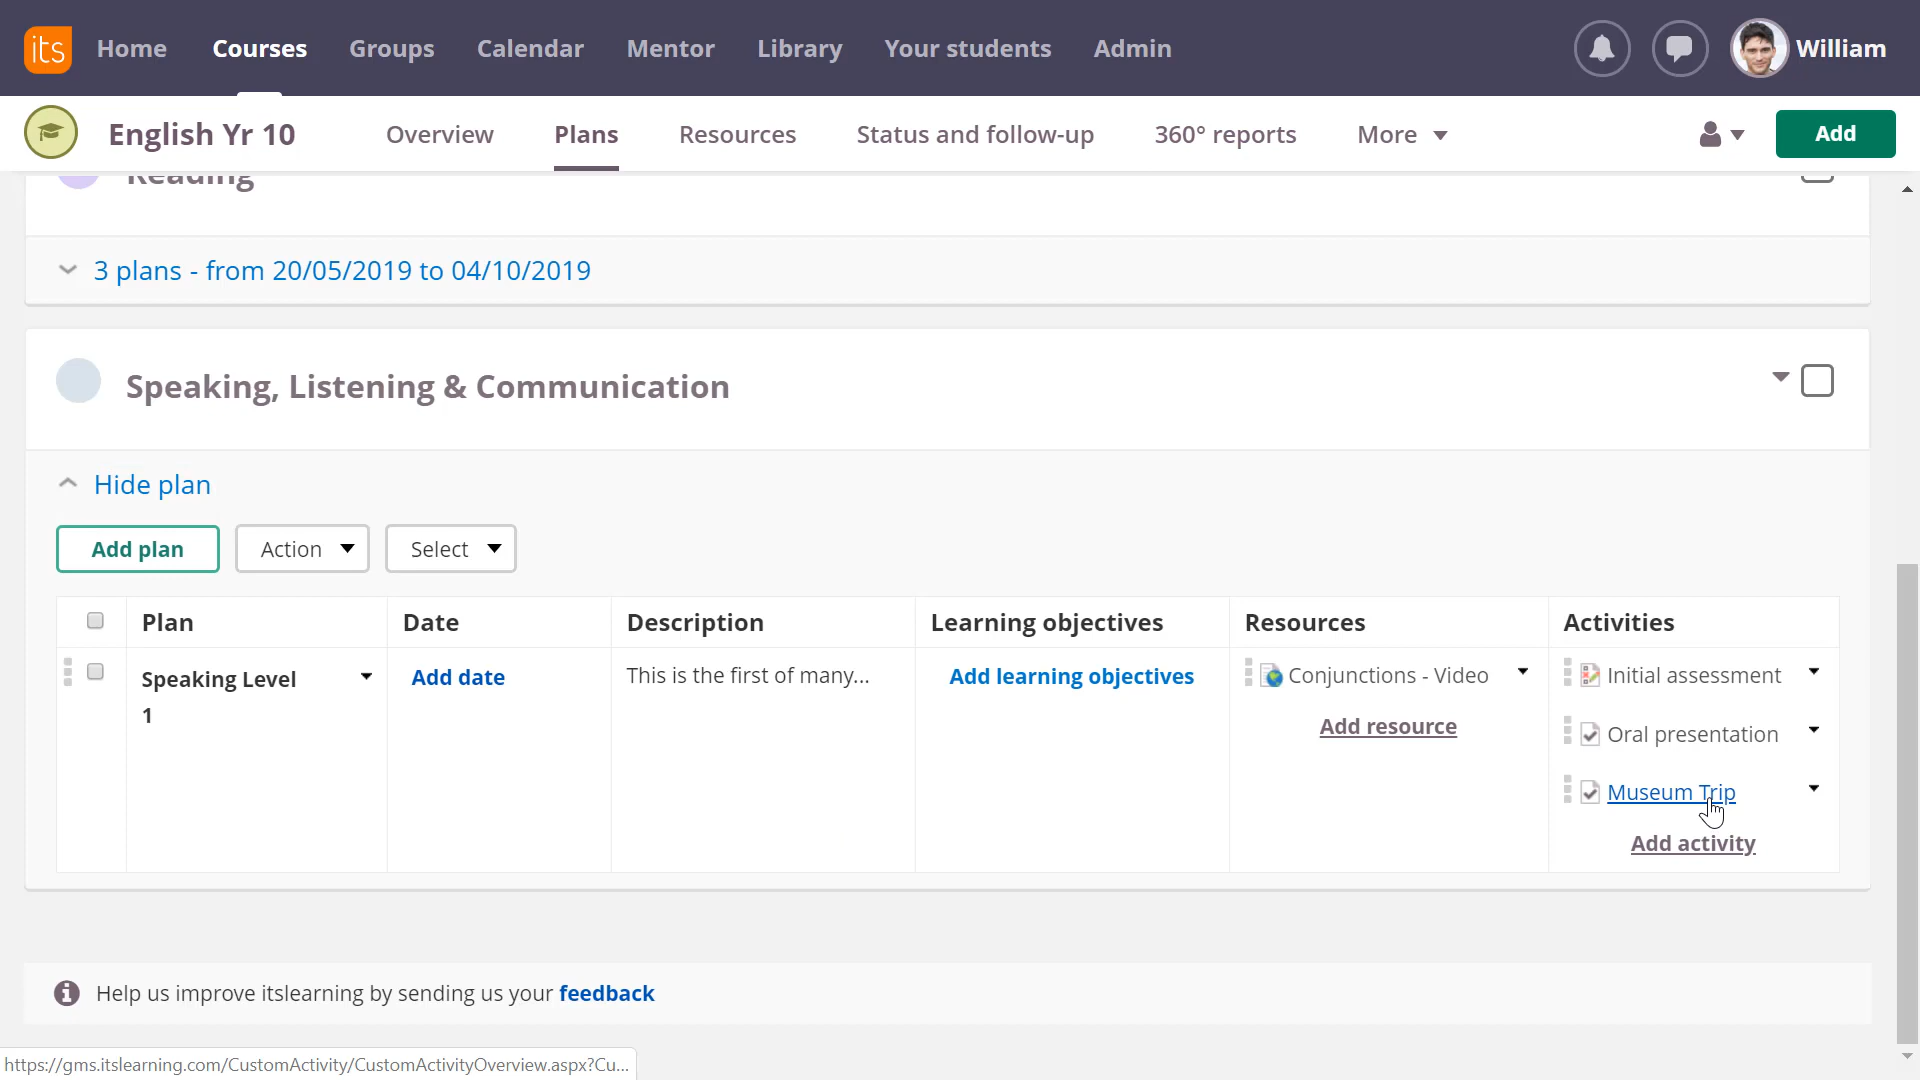 its Home Courses Groups Calendar Mentor Library Your students Admin William
English Yr 10 Overview Plans Resources Status and follow-up 360° reports More Add
Reading
3 plans - from 20/05/2019 to 04/10/2019
Speaking, Listening & Communication
Hide plan
Add plan Action Select
Plan Date Description Learning objectives Resources Activities
Speaking Level Add date This is the first of many... Add learning objectives Conjunctions - Video Initial assessment
1
Add resource
Oral presentation
Museum Trip
Add activity
Help us improve itslearning by sending us your feedback
https://gms.itslearning.com/CustomActivity/CustomActivityOverview.aspx?Cu...